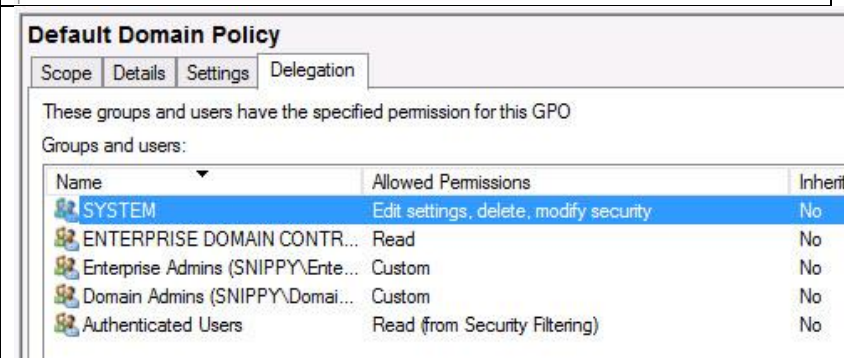 Default Domain Policy
Scope Details Settings Delegation
These groups and users have the specified permission for this GPO
Groups and users:
Name Allowed Permissions Inherit
SYSTEM Edit settings, delete, modify security No
ENTERPRISE DOMAIN CONTR... Read No
Enterprise Admins (SNIPPY\Ente... Custom No
Domain Admins (SNIPPY\Domai... Custom No
Authenticated Users Read (from Security Filtering) No